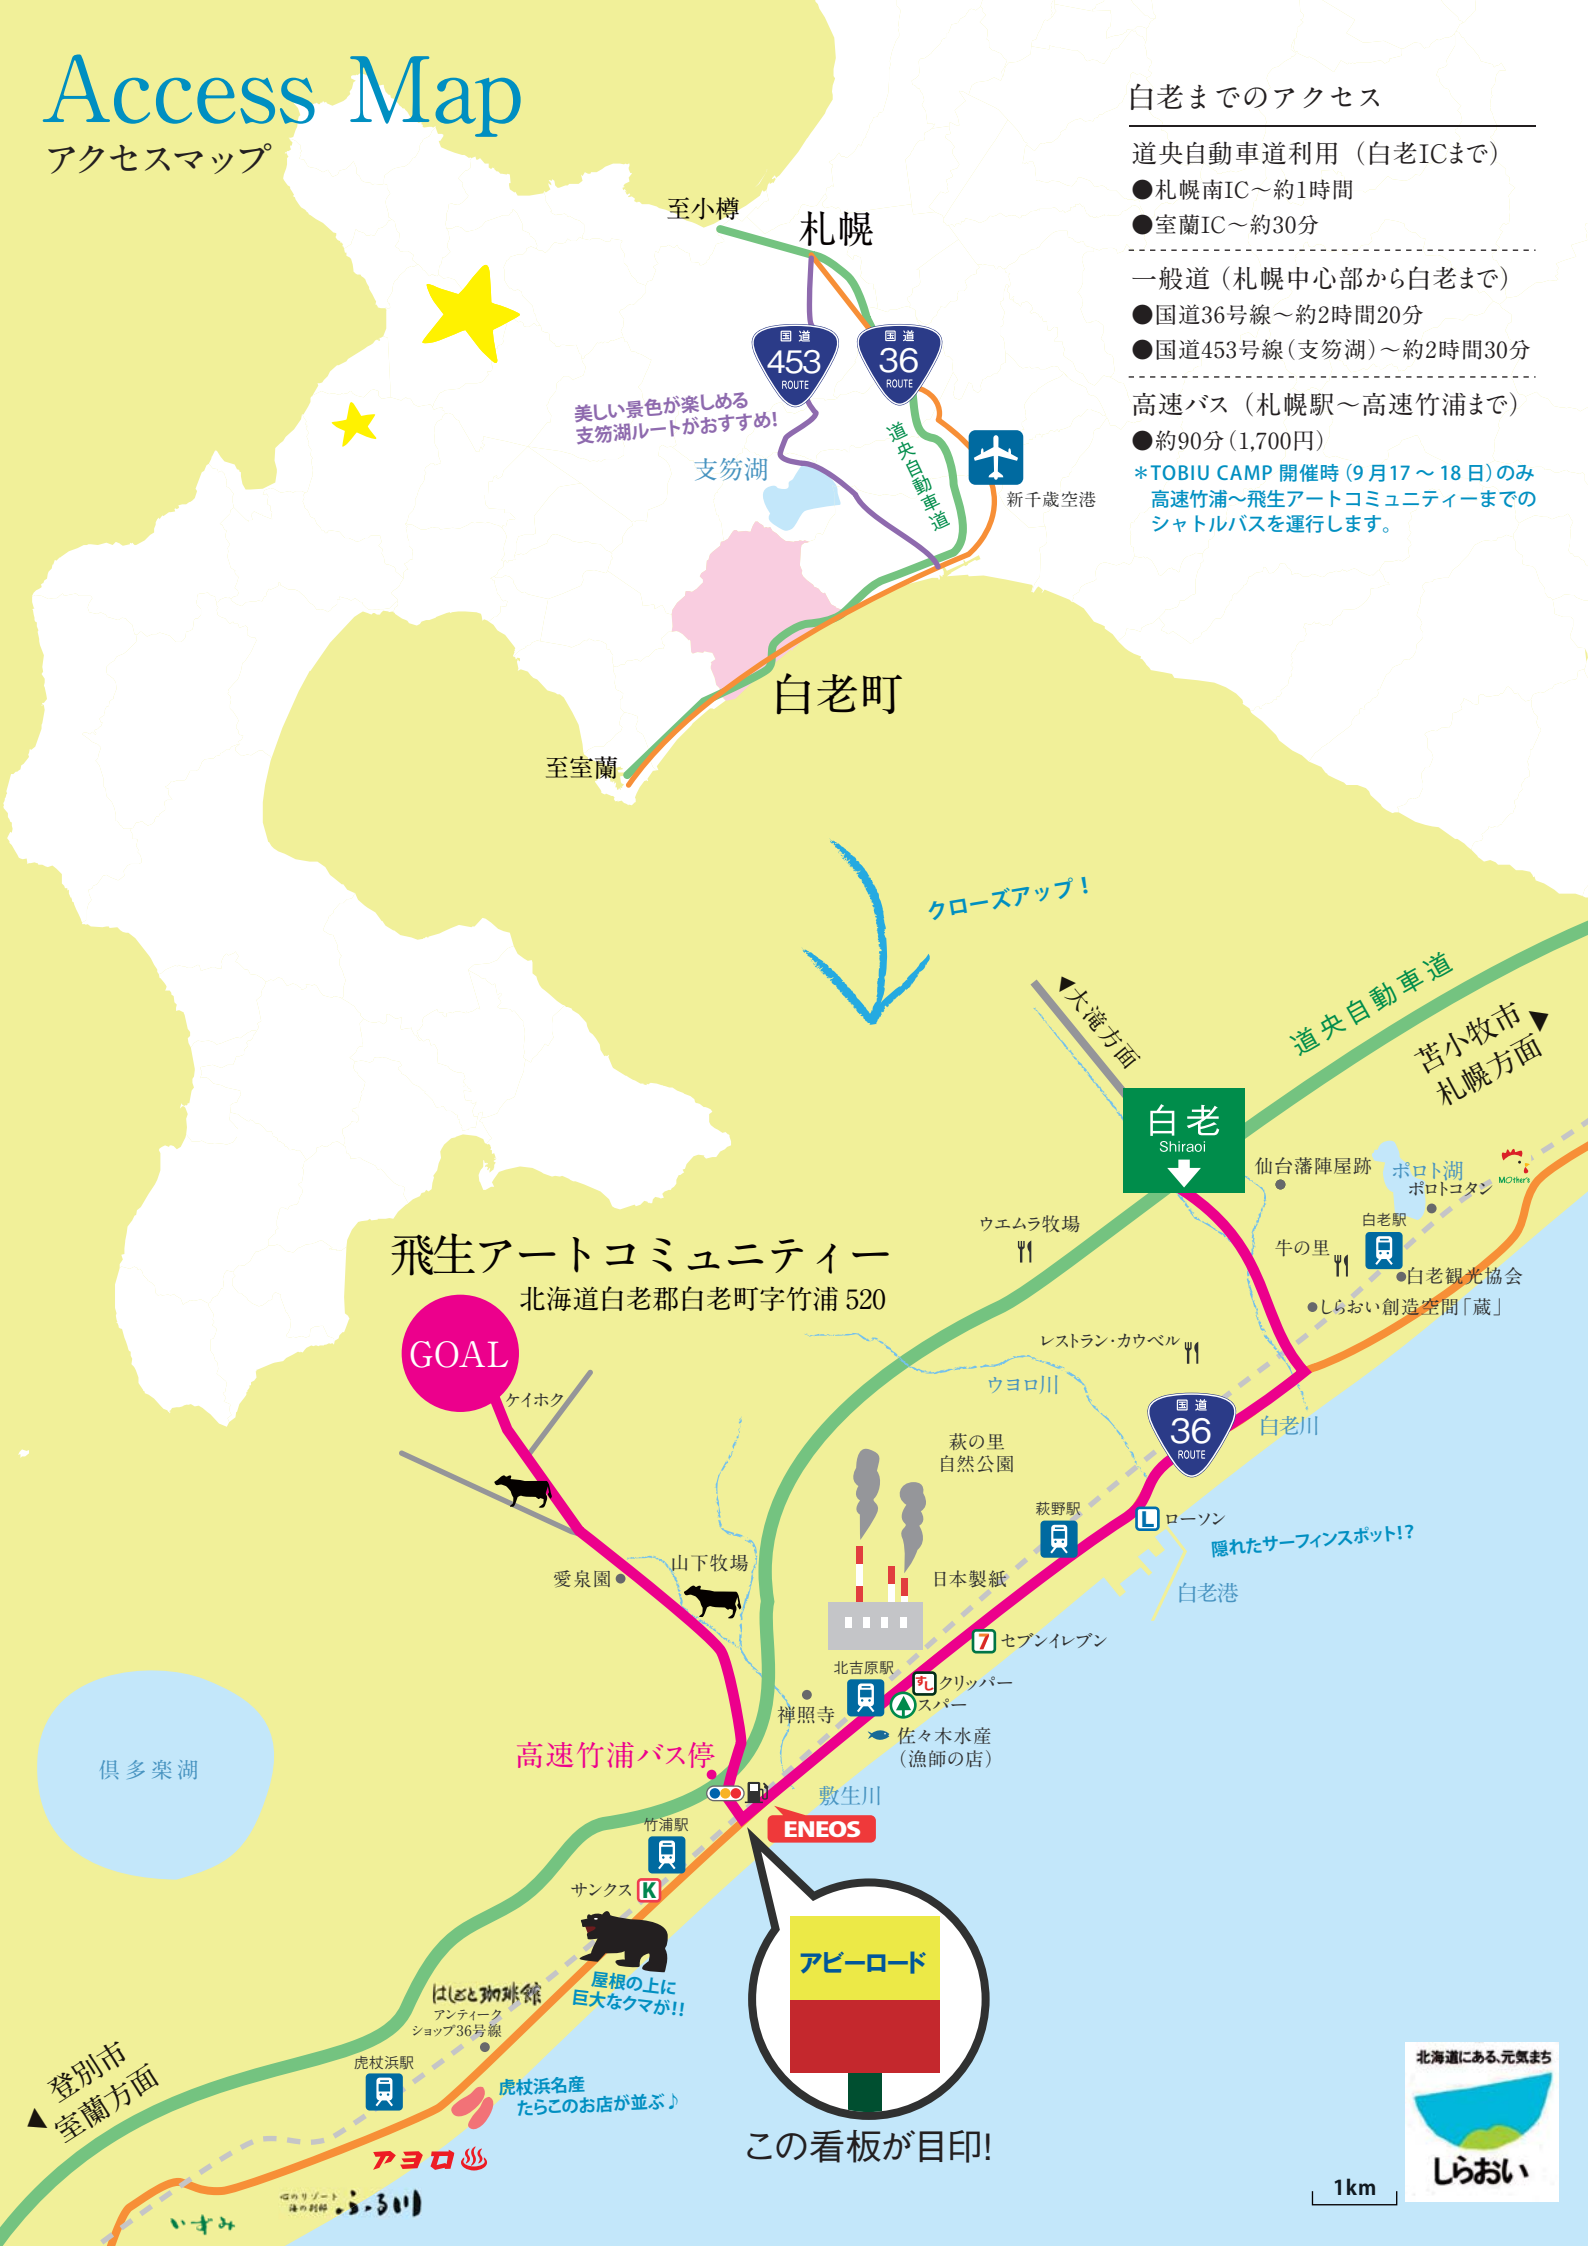 Access Map
アクセスマップ
白老までのアクセス
道央自動車道利用（白老ICまで）
●札幌南IC～約1時間
●室蘭IC～約30分
一般道（札幌中心部から白老まで）
●国道36号線～約2時間20分
●国道453号線（支笏湖）～約2時間30分
高速バス（札幌駅～高速竹浦まで）
●約90分（1,700円）
＊TOBIU CAMP 開催時（9月17～18日）のみ
高速竹浦～飛生アートコミュニティーまでの
シャトルバスを運行します。
至小樽
札幌
国道
453
ROUTE
国道
36
ROUTE
美しい景色が楽しめる
支笏湖ルートがおすすめ!
支笏湖
道央自動車道
新千歳空港
白老町
至室蘭
クローズアップ！
大滝方面
道央自動車道
苫小牧市
札幌方面
白老
Shiraoi
仙台藩陣屋跡
ポロト湖
ポロトコタン
MOther's
白老駅
ウエムラ牧場
牛の里
白老観光協会
しらおい創造空間「蔵」
飛生アートコミュニティー
北海道白老郡白老町字竹浦 520
GOAL
ケイホク
レストラン・カウベル
ウヨロ川
国道
36
ROUTE
白老川
萩の里
自然公園
萩野駅
L
ローソン
隠れたサーフィンスポット!?
白老港
山下牧場
愛泉園
日本製紙
7
セブンイレブン
北吉原駅
すし
クリッパー
スパー
禅照寺
佐々木水産
（漁師の店）
高速竹浦バス停
敷生川
俱多楽湖
ENEOS
竹浦駅
サンクス
K
アビーロード
屋根の上に
巨大なクマが!!
はしどと珈琲館
アンティーク
ショップ36号線
虎杖浜駅
登別市
室蘭方面
虎杖浜名産
たらこのお店が並ぶ♪
この看板が目印!
アヨロ
心のリゾート
海の別邸
ふる川
いずみ
1km
北海道にある、元気まち
しらおい